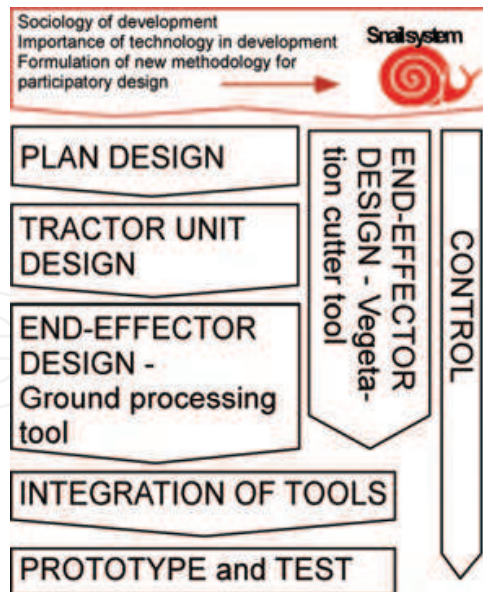 Sociology of development
Importance of technology in development
Formulation of new methodology for
participatory design
Snail system
PLAN DESIGN
TRACTOR UNIT
DESIGN
END-EFFECTOR
DESIGN -
Ground processing
tool
INTEGRATION OF TOOLS
PROTOTYPE and TEST
END-EFFECTOR
DESIGN - Vegeta-
tion cutter tool
CONTROL